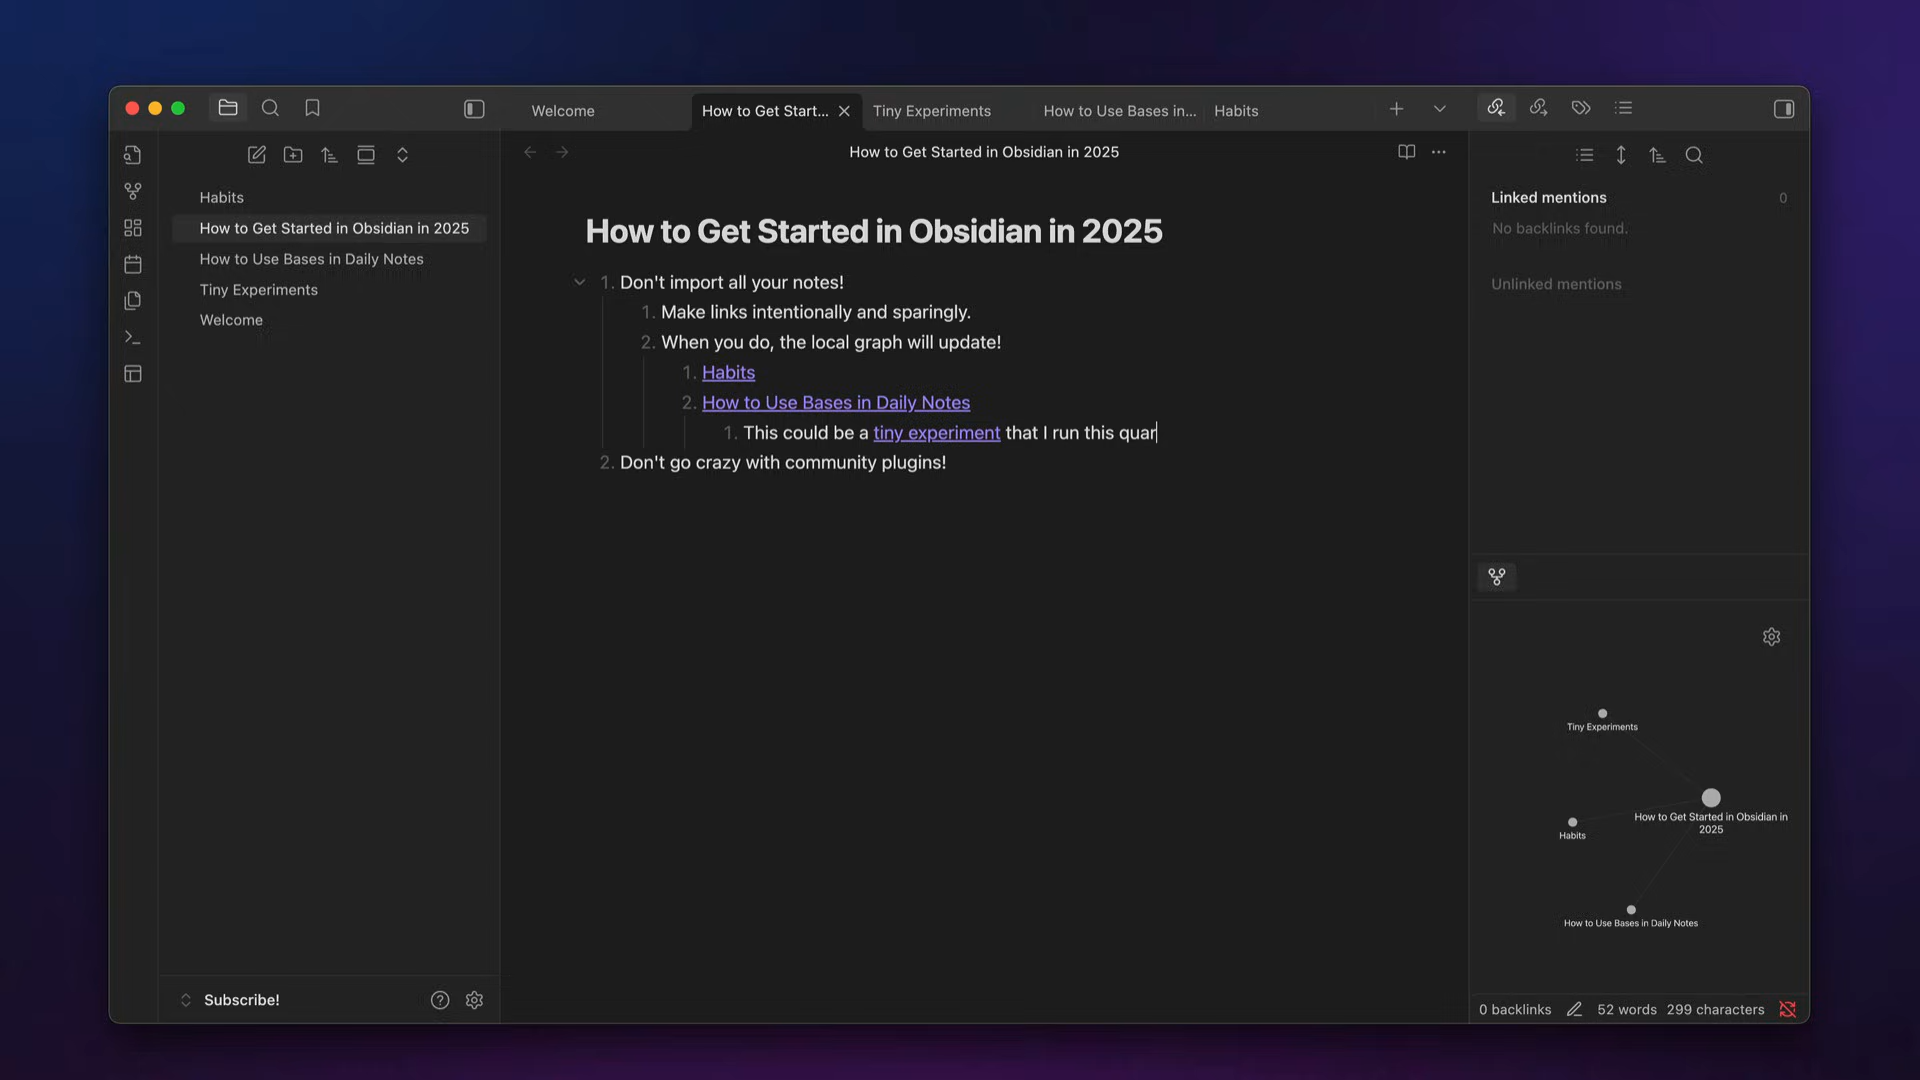 Welcome
How to Get Start...
Tiny Experiments
How to Use Bases in...
Habits
Habits
How to Get Started in Obsidian in 2025
How to Use Bases in Daily Notes
Tiny Experiments
Welcome
Subscribe!
How to Get Started in Obsidian in 2025
How to Get Started in Obsidian in 2025
1. Don't import all your notes!
1. Make links intentionally and sparingly.
2. When you do, the local graph will update!
1. Habits
2. How to Use Bases in Daily Notes
1. This could be a tiny experiment that I run this quar
2. Don't go crazy with community plugins!
Linked mentions 0
No backlinks found.
Unlinked mentions
Tiny Experiments
How to Get Started in Obsidian in
2025
Habits
How to Use Bases in Daily Notes
0 backlinks 52 words 299 characters